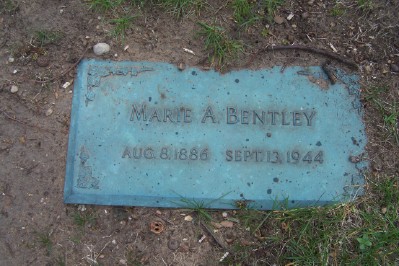 MARIE A. BENTLEY
AUG. 8, 1886 SEPT. 13, 1944